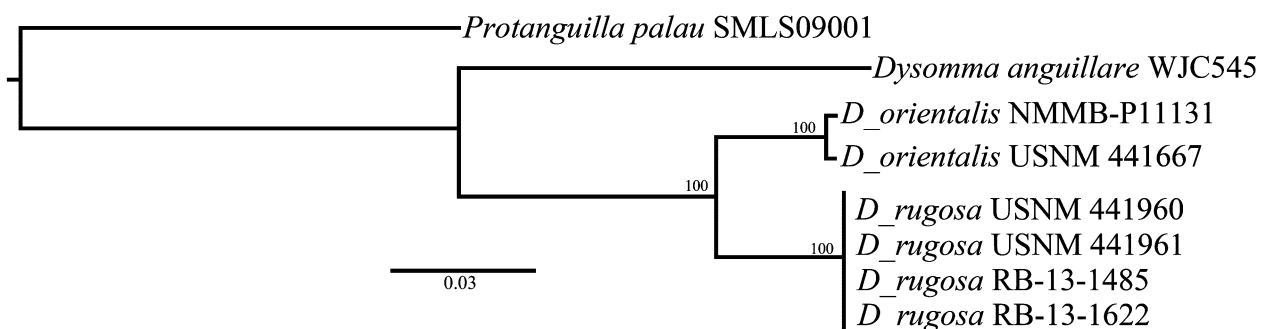 Protanguilla palau SMLS09001
Dysomma anguillare WJC545
100
D_orientalis NMMB-P11131
D_orientalis USNM 441667
100
D_rugosa USNM 441960
100
D_rugosa USNM 441961
D_rugosa RB-13-1485
0.03
D_rugosa RB-13-1622